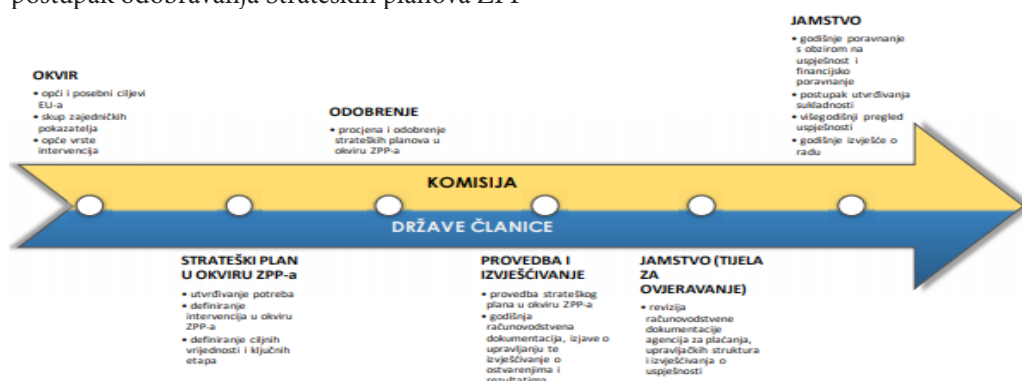 postupak odobravanja strateških planova ZPP
JAMSTVO
• godišnje poravnanje
s obzirom na
uspješnost i
financijsko
poravnanje
• postupak utvrđivanja
sukladnosti
• višegodišnji pregled
uspješnosti
• godišnje izvješće o
radu
OKVIR
• opći i posebni ciljevi
EU-a
• skup zajedničkih
pokazatelja
• opće vrste
intervencija
ODOBRENJE
• procjena i odobrenje
strateških planova u
okviru ZPP-a
KOMISIJA
DRŽAVE ČLANICE
STRATEŠKI PLAN
U OKVIRU ZPP-a
• utvrđivanje potreba
• definiranje
intervencija u okviru
ZPP-a
• definiranje ciljnih
vrijednosti i ključnih
etapa
PROVEDBA I
IZVJEŠĆIVANJE
• provedba strateškog
plana u okviru ZPP-a
• godišnja
računovodstvena
dokumentacija, izjave o
upravljanju te
izvješćivanje o
ostvarenjima i
rezultatima
JAMSTVO (TIJELA
ZA
OVJERAVANJE)
• revizija
računovodstvene
dokumentacije
agencija za plaćanja,
upravljačkih struktura
i izvješćivanja o
uspješnosti